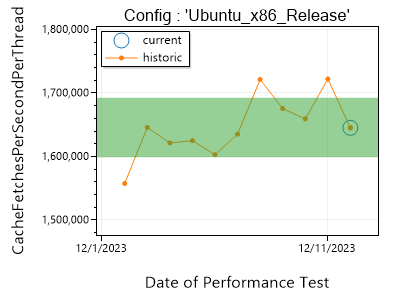 Config : 'Ubuntu_x86_Release'
CacheFetchesPerSecondPerThread
1,800,000
1,700,000
1,600,000
1,500,000
current
historic
12/1/2023
12/11/2023
Date of Performance Test